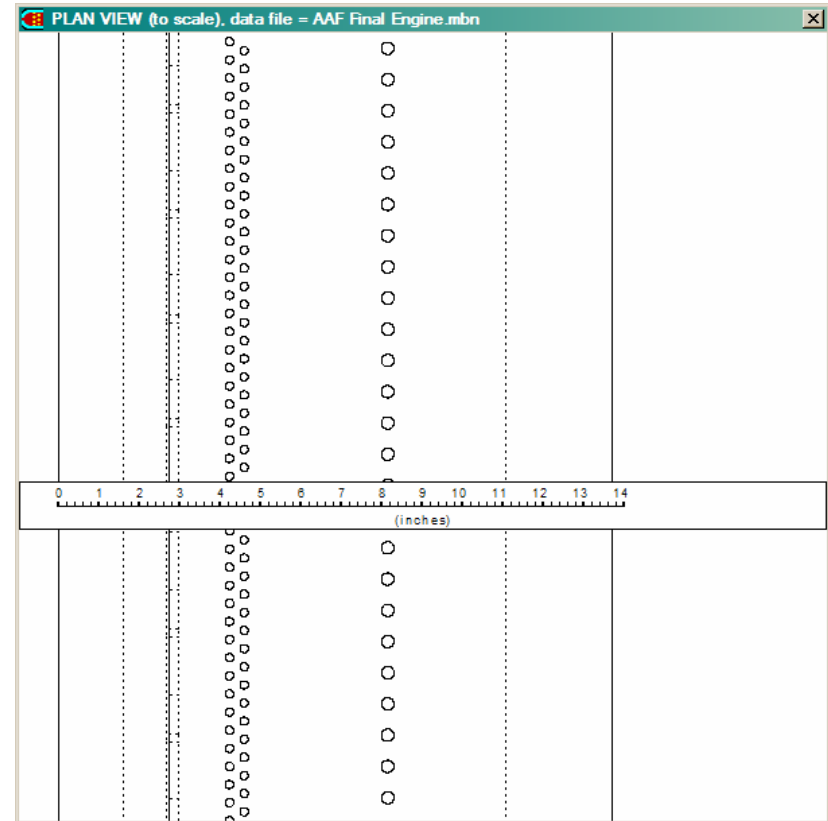 PLAN VIEW (to scale), data file = AAF Final Engine.mbn
0 1 2 3 4 5 6 7 8 9 10 11 12 13 14
(inches)